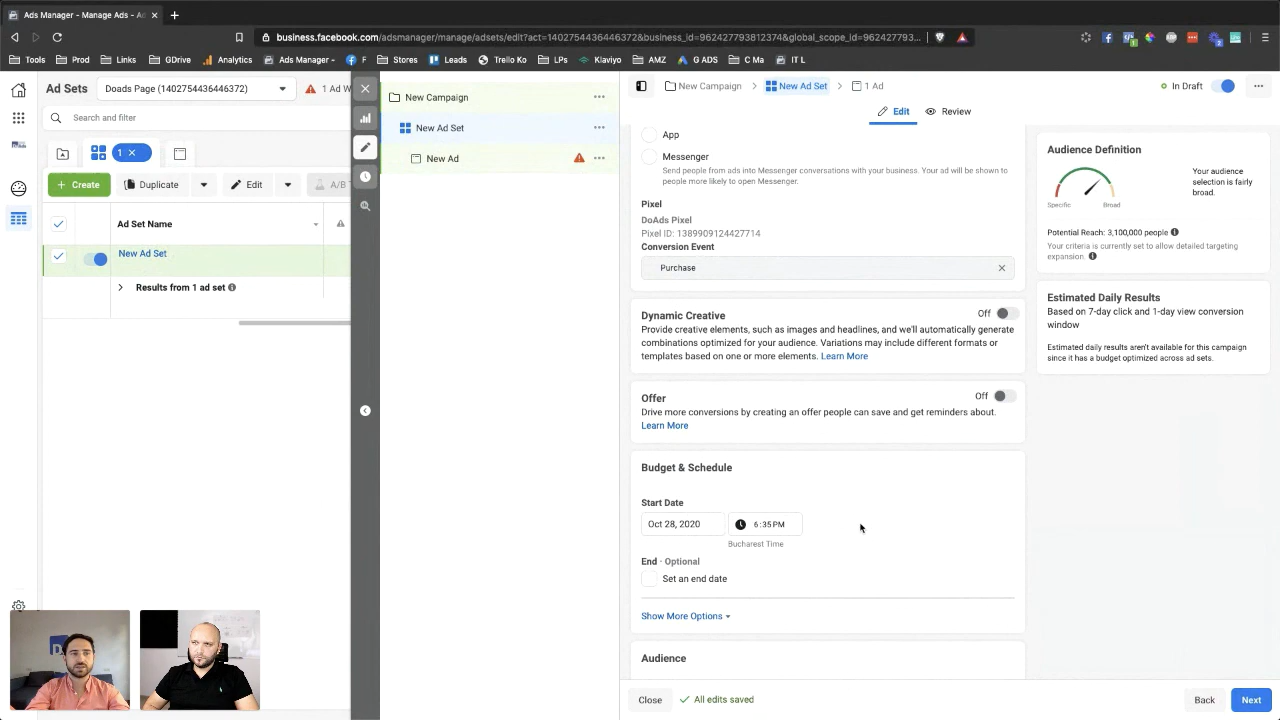 Ads Manager - Manage Ads -
business.facebook.com/adsmanager/manage/adsets/edit?act=1402754436446372&business_id=962427793812374&global_scope_id=962427793...
Tools
Prod
Links
GDrive
Analytics
Ads Manager -
F
Stores
Leads
Trello Ko
LPs
Klaviyo
AMZ
G ADS
C Ma
IT L
Ad Sets
Doads Page (1402754436446372)
1 Ad W
Search and filter
1
Create
Duplicate
Edit
A/B T
Ad Set Name
New Ad Set
Results from 1 ad set
New Campaign
New Ad Set
New Ad
New Campaign
New Ad Set
1 Ad
In Draft
Edit
Review
App
Messenger
Send people from ads into Messenger conversations with your business. Your ad will be shown to
people more likely to open Messenger.
Pixel
DoAds Pixel
Pixel ID: 1389909124427714
Conversion Event
Purchase
Dynamic Creative
Off
Provide creative elements, such as images and headlines, and we'll automatically generate
combinations optimized for your audience. Variations may include different formats or
templates based on one or more elements. Learn More
Offer
Off
Drive more conversions by creating an offer people can save and get reminders about.
Learn More
Budget & Schedule
Start Date
Oct 28, 2020
6:35 PM
Bucharest Time
End · Optional
Set an end date
Show More Options
Audience
Audience Definition
Your audience
selection is fairly
broad.
Specific
Broad
Potential Reach: 3,100,000 people
Your criteria is currently set to allow detailed targeting
expansion.
Estimated Daily Results
Based on 7-day click and 1-day view conversion
window
Estimated daily results aren't available for this campaign
since it has a budget optimized across ad sets.
Close
All edits saved
Back
Next